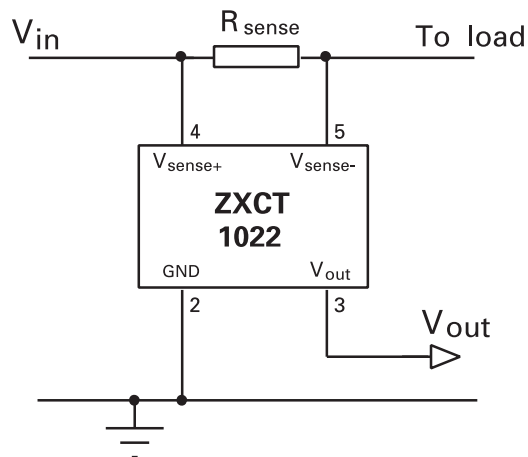 Vin
Rsense
To load
4
5
Vsense+
Vsense-
ZXCT
1022
GND
Vout
2
3
Vout